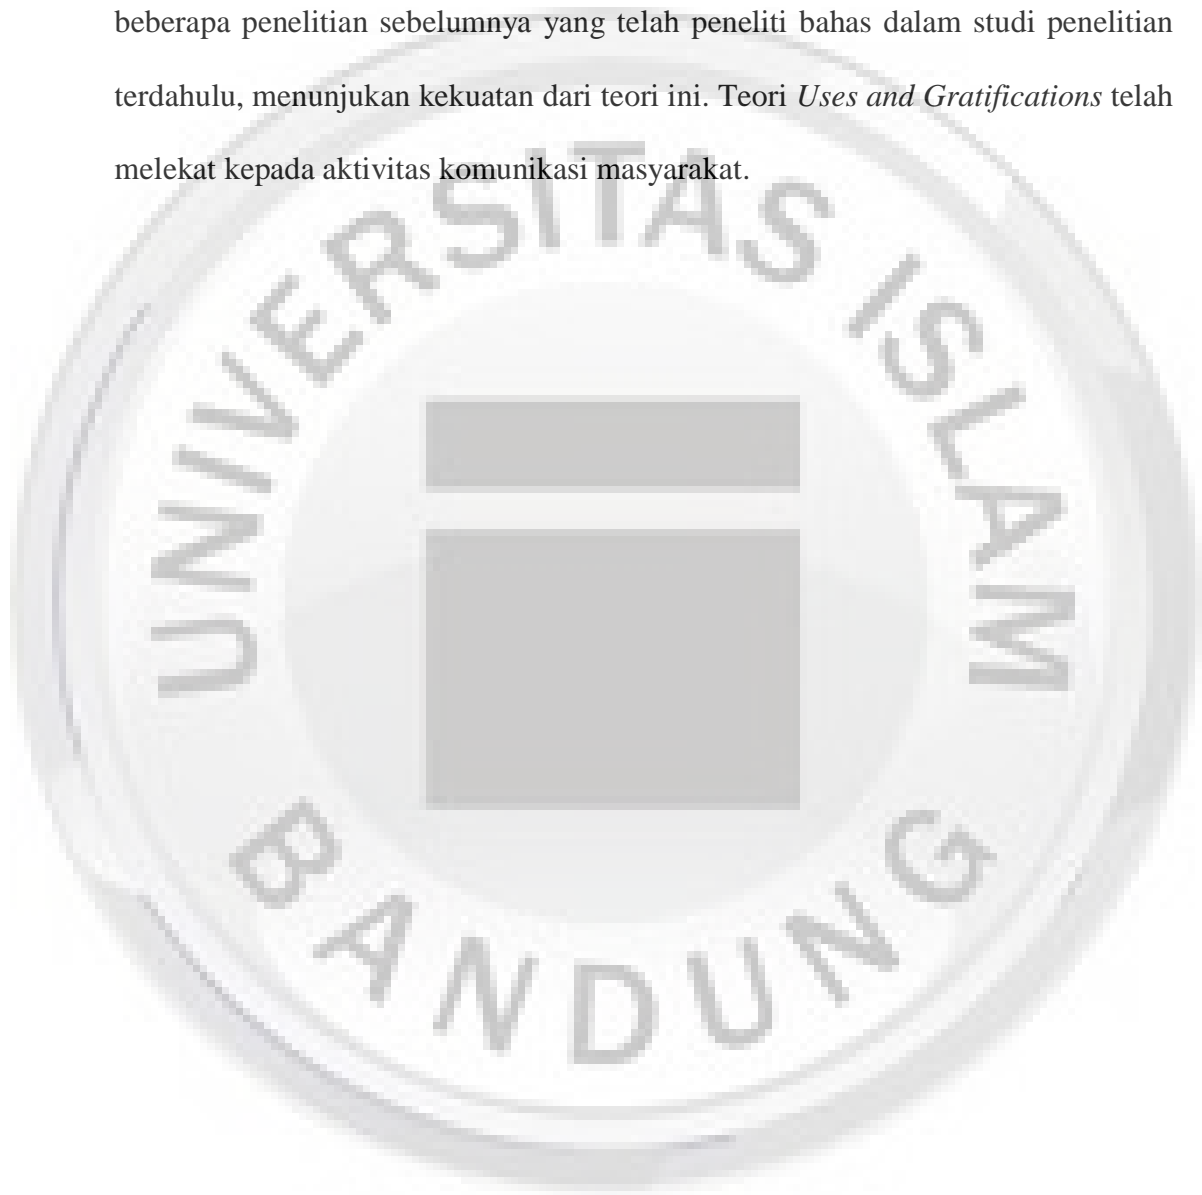 beberapa penelitian sebelumnya yang telah peneliti bahas dalam studi penelitian
terdahulu, menunjukan kekuatan dari teori ini. Teori Uses and Gratifications telah
melekat kepada aktivitas komunikasi masyarakat.
UNIVERSITAS ISLAM
BANDUNG